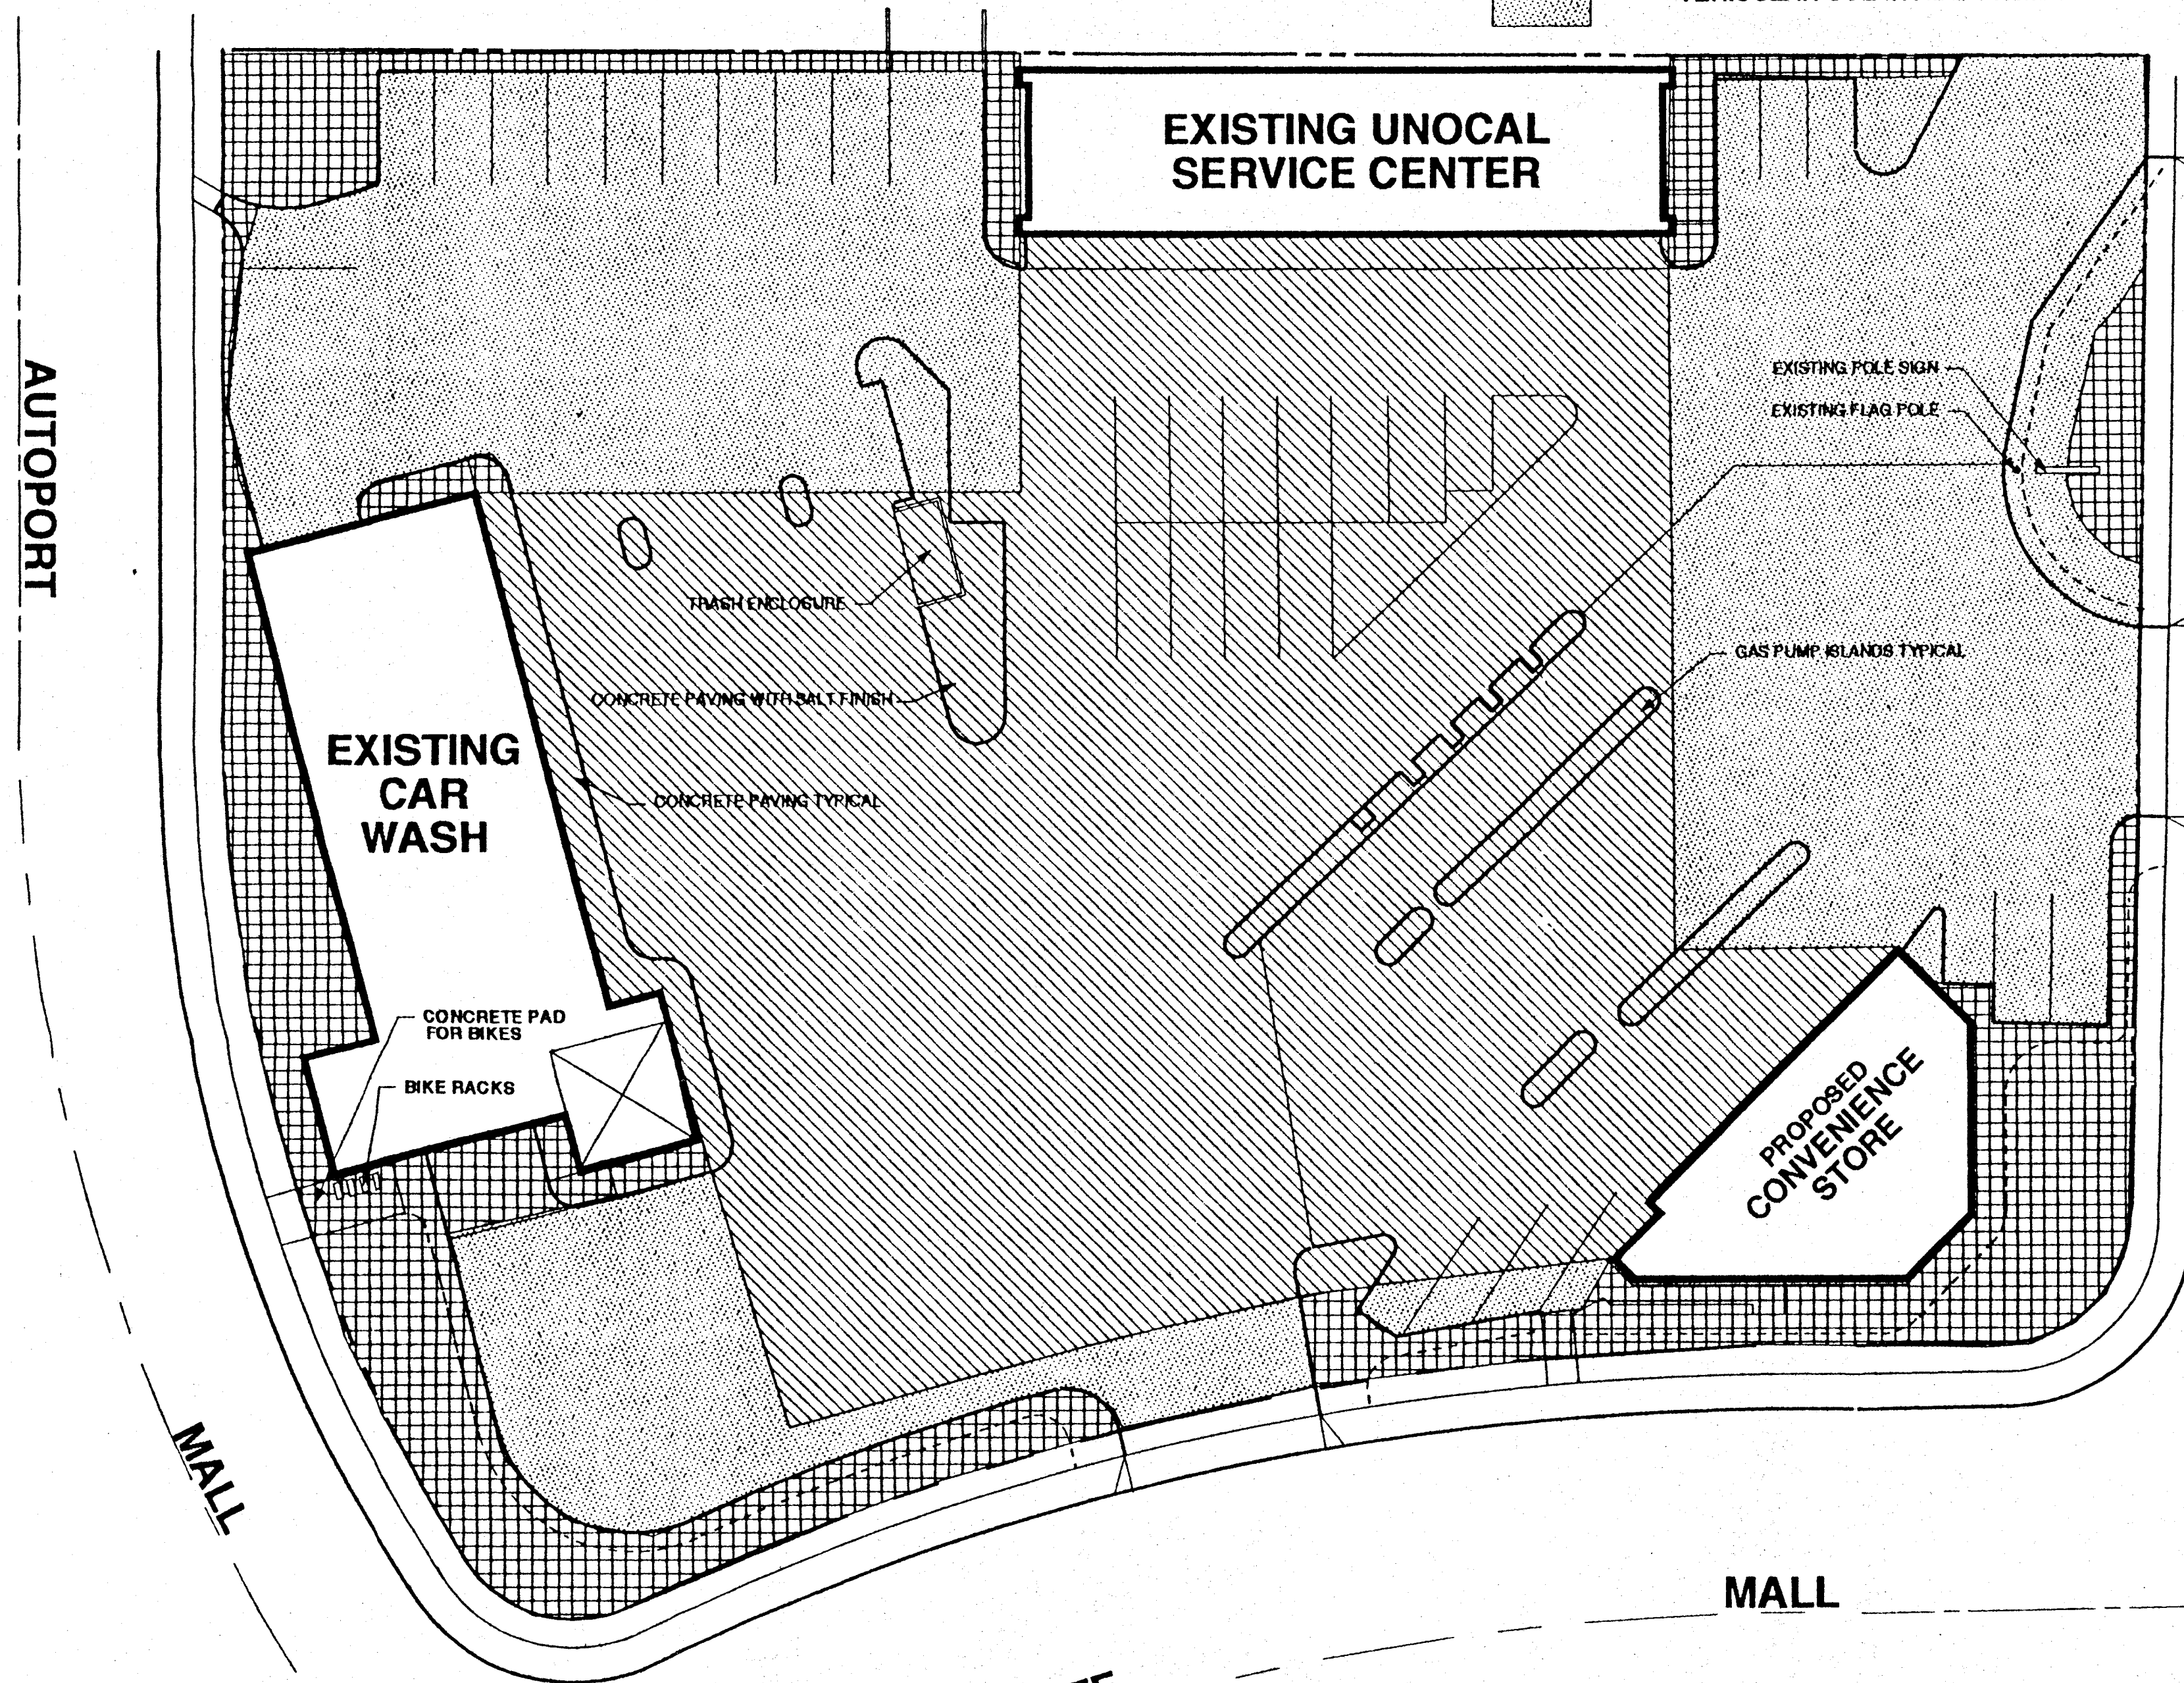 EXISTING UNOCAL
SERVICE CENTER
EXISTING POLE SIGN
EXISTING FLAG POLE
AUTOPORT
TRASH ENCLOSURE
GAS PUMP ISLANDS TYPICAL
CONCRETE PAVING WITH SALT FINISH
EXISTING
CAR
WASH
CONCRETE PAVING TYPICAL
CONCRETE PAD
FOR BIKES
BIKE RACKS
PROPOSED
CONVENIENCE
STORE
MALL
MALL